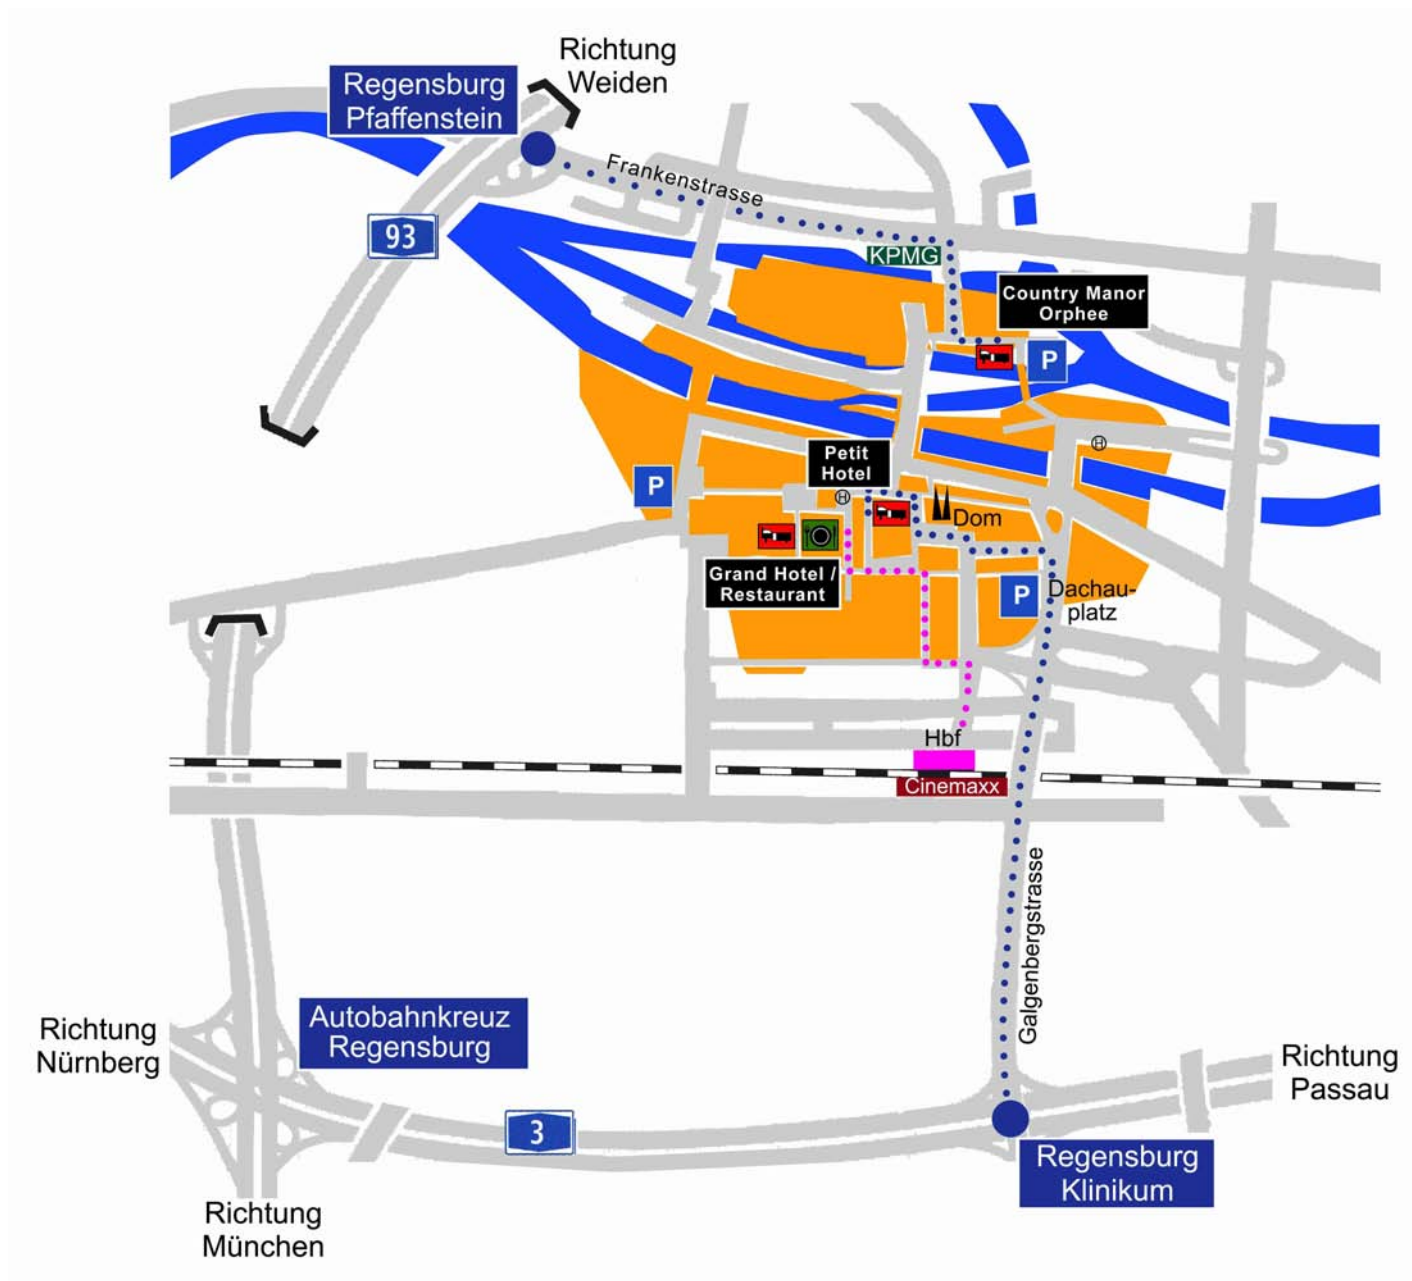 Richtung
Weiden
Regensburg
Pfaffenstein
Frankenstrasse
93
KPMG
Country Manor
Orphee
P
Petit
Hotel
H
H
P
Dom
Grand Hotel /
Restaurant
P
Dachau-
platz
Hbf
Cinemaxx
Galgenbergstrasse
Autobahnkreuz
Regensburg
Richtung
Nürnberg
Richtung
Passau
3
Regensburg
Klinikum
Richtung
München